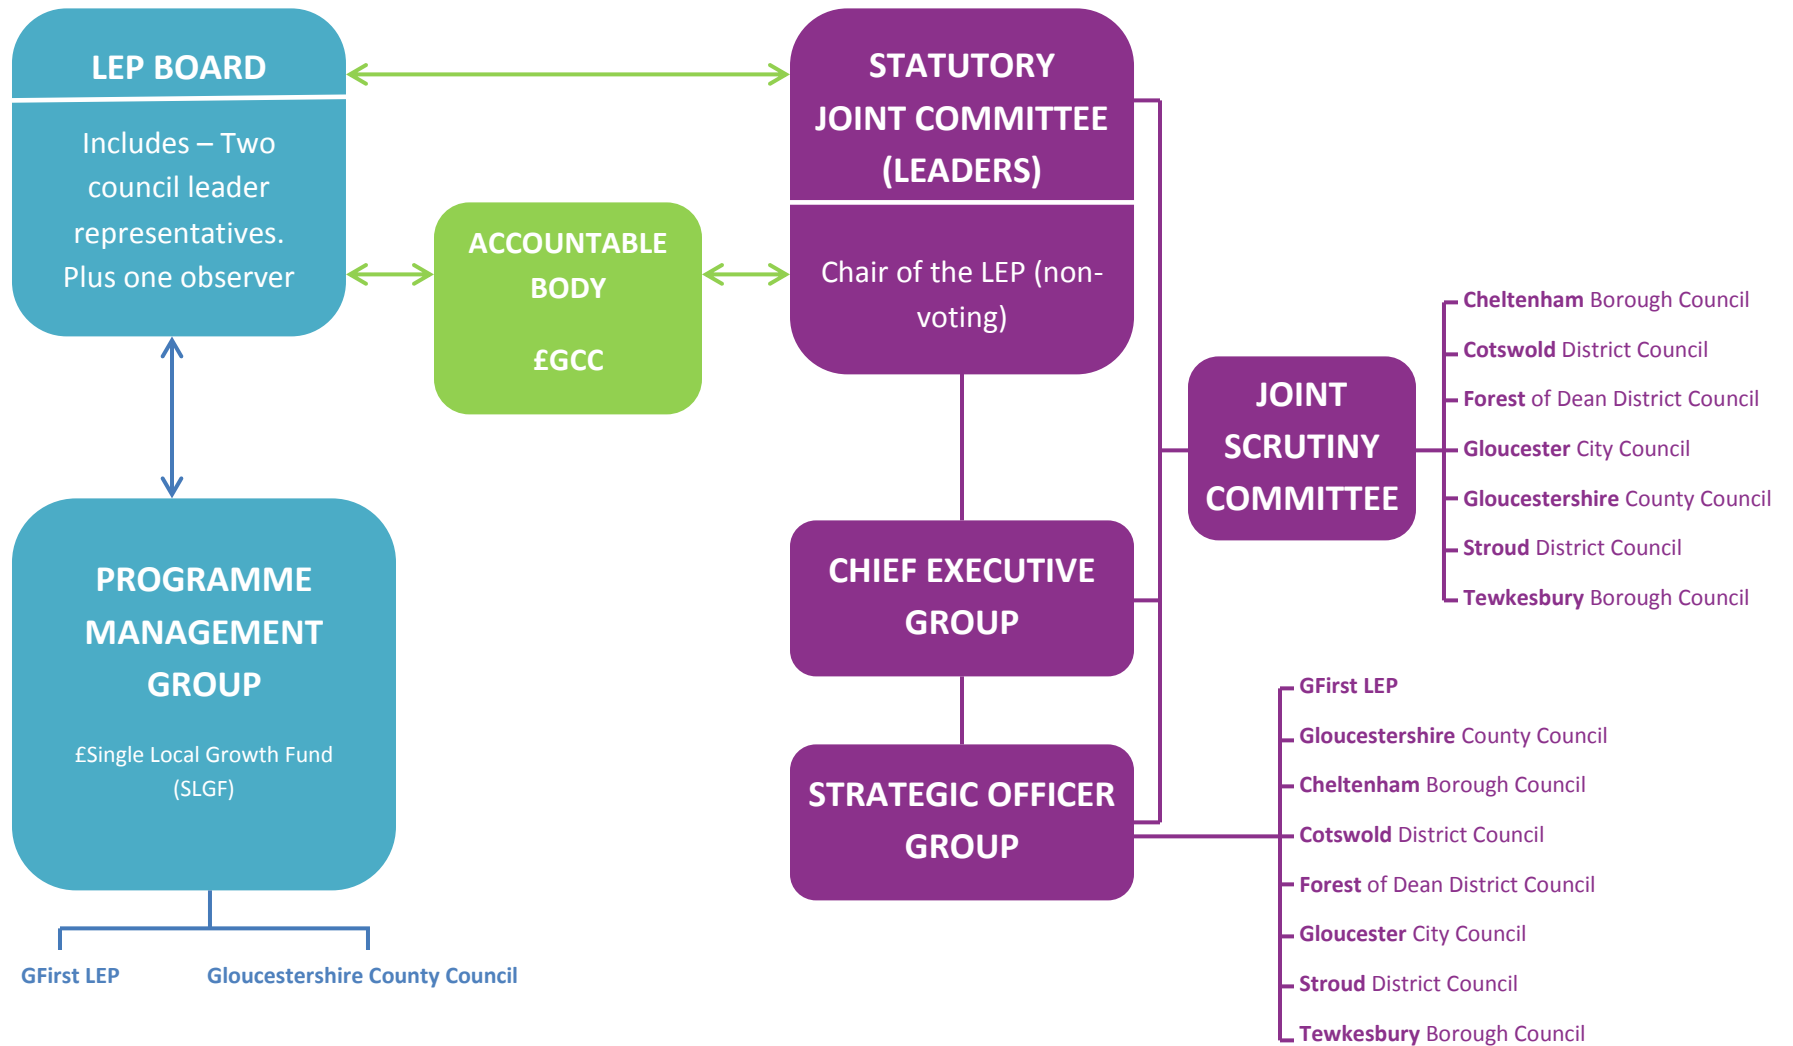 LEP BOARD
Includes – Two
council leader
representatives.
Plus one observer
STATUTORY
JOINT COMMITTEE
(LEADERS)
Chair of the LEP (non-
voting)
ACCOUNTABLE
BODY
£GCC
PROGRAMME
MANAGEMENT
GROUP
£Single Local Growth Fund
(SLGF)
GFirst LEP
Gloucestershire County Council
CHIEF EXECUTIVE
GROUP
STRATEGIC OFFICER
GROUP
JOINT
SCRUTINY
COMMITTEE
Cheltenham Borough Council
Cotswold District Council
Forest of Dean District Council
Gloucester City Council
Gloucestershire County Council
Stroud District Council
Tewkesbury Borough Council
GFirst LEP
Gloucestershire County Council
Cheltenham Borough Council
Cotswold District Council
Forest of Dean District Council
Gloucester City Council
Stroud District Council
Tewkesbury Borough Council